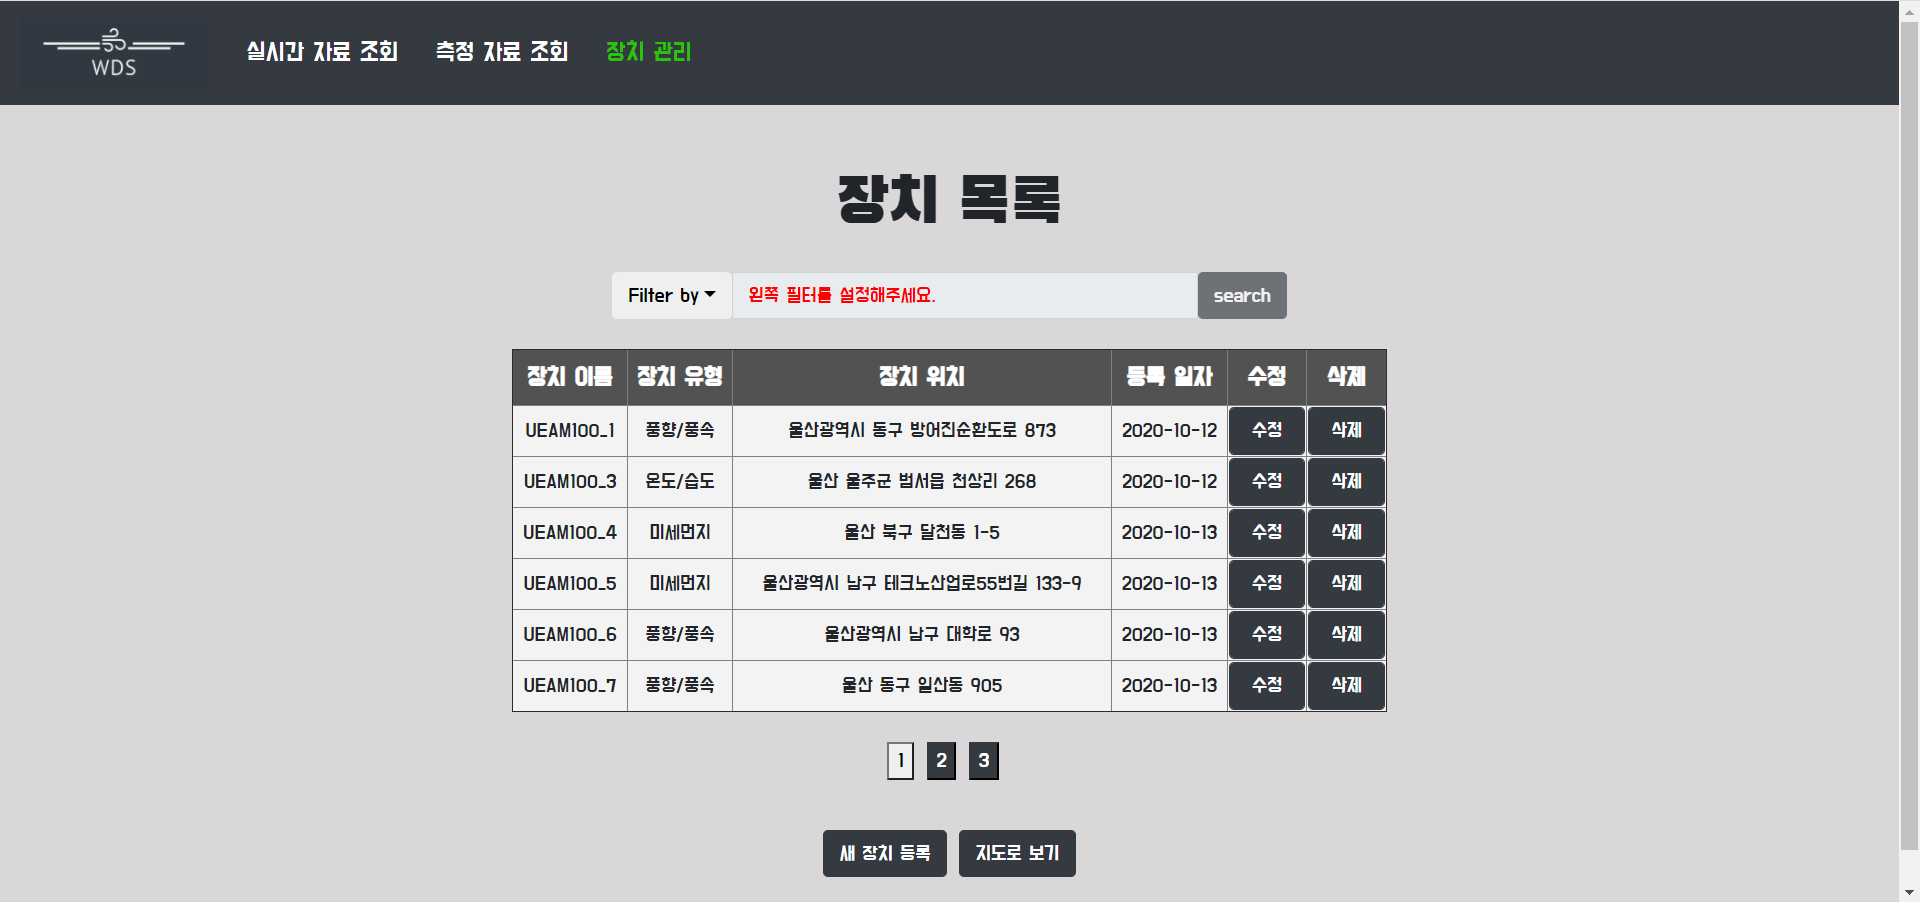 WDS
실시간 자료 조회 측정 자료 조회 장치 관리
장치 목록
Filter by 왼쪽 필터를 설정해주세요. search
장치 이름 장치 유형 장치 위치 등록 일자 수정 삭제
UEAM100_1 풍향/풍속 울산광역시 동구 방어진순환도로 873 2020-10-12 수정 삭제
UEAM100_3 온도/습도 울산 울주군 범서읍 천상리 268 2020-10-12 수정 삭제
UEAM100_4 미세먼지 울산 북구 달천동 1-5 2020-10-13 수정 삭제
UEAM100_5 미세먼지 울산광역시 남구 테크노산업로55번길 133-9 2020-10-13 수정 삭제
UEAM100_6 풍향/풍속 울산광역시 남구 대학로 93 2020-10-13 수정 삭제
UEAM100_7 풍향/풍속 울산 동구 일산동 905 2020-10-13 수정 삭제
1 2 3
새 장치 등록 지도로 보기